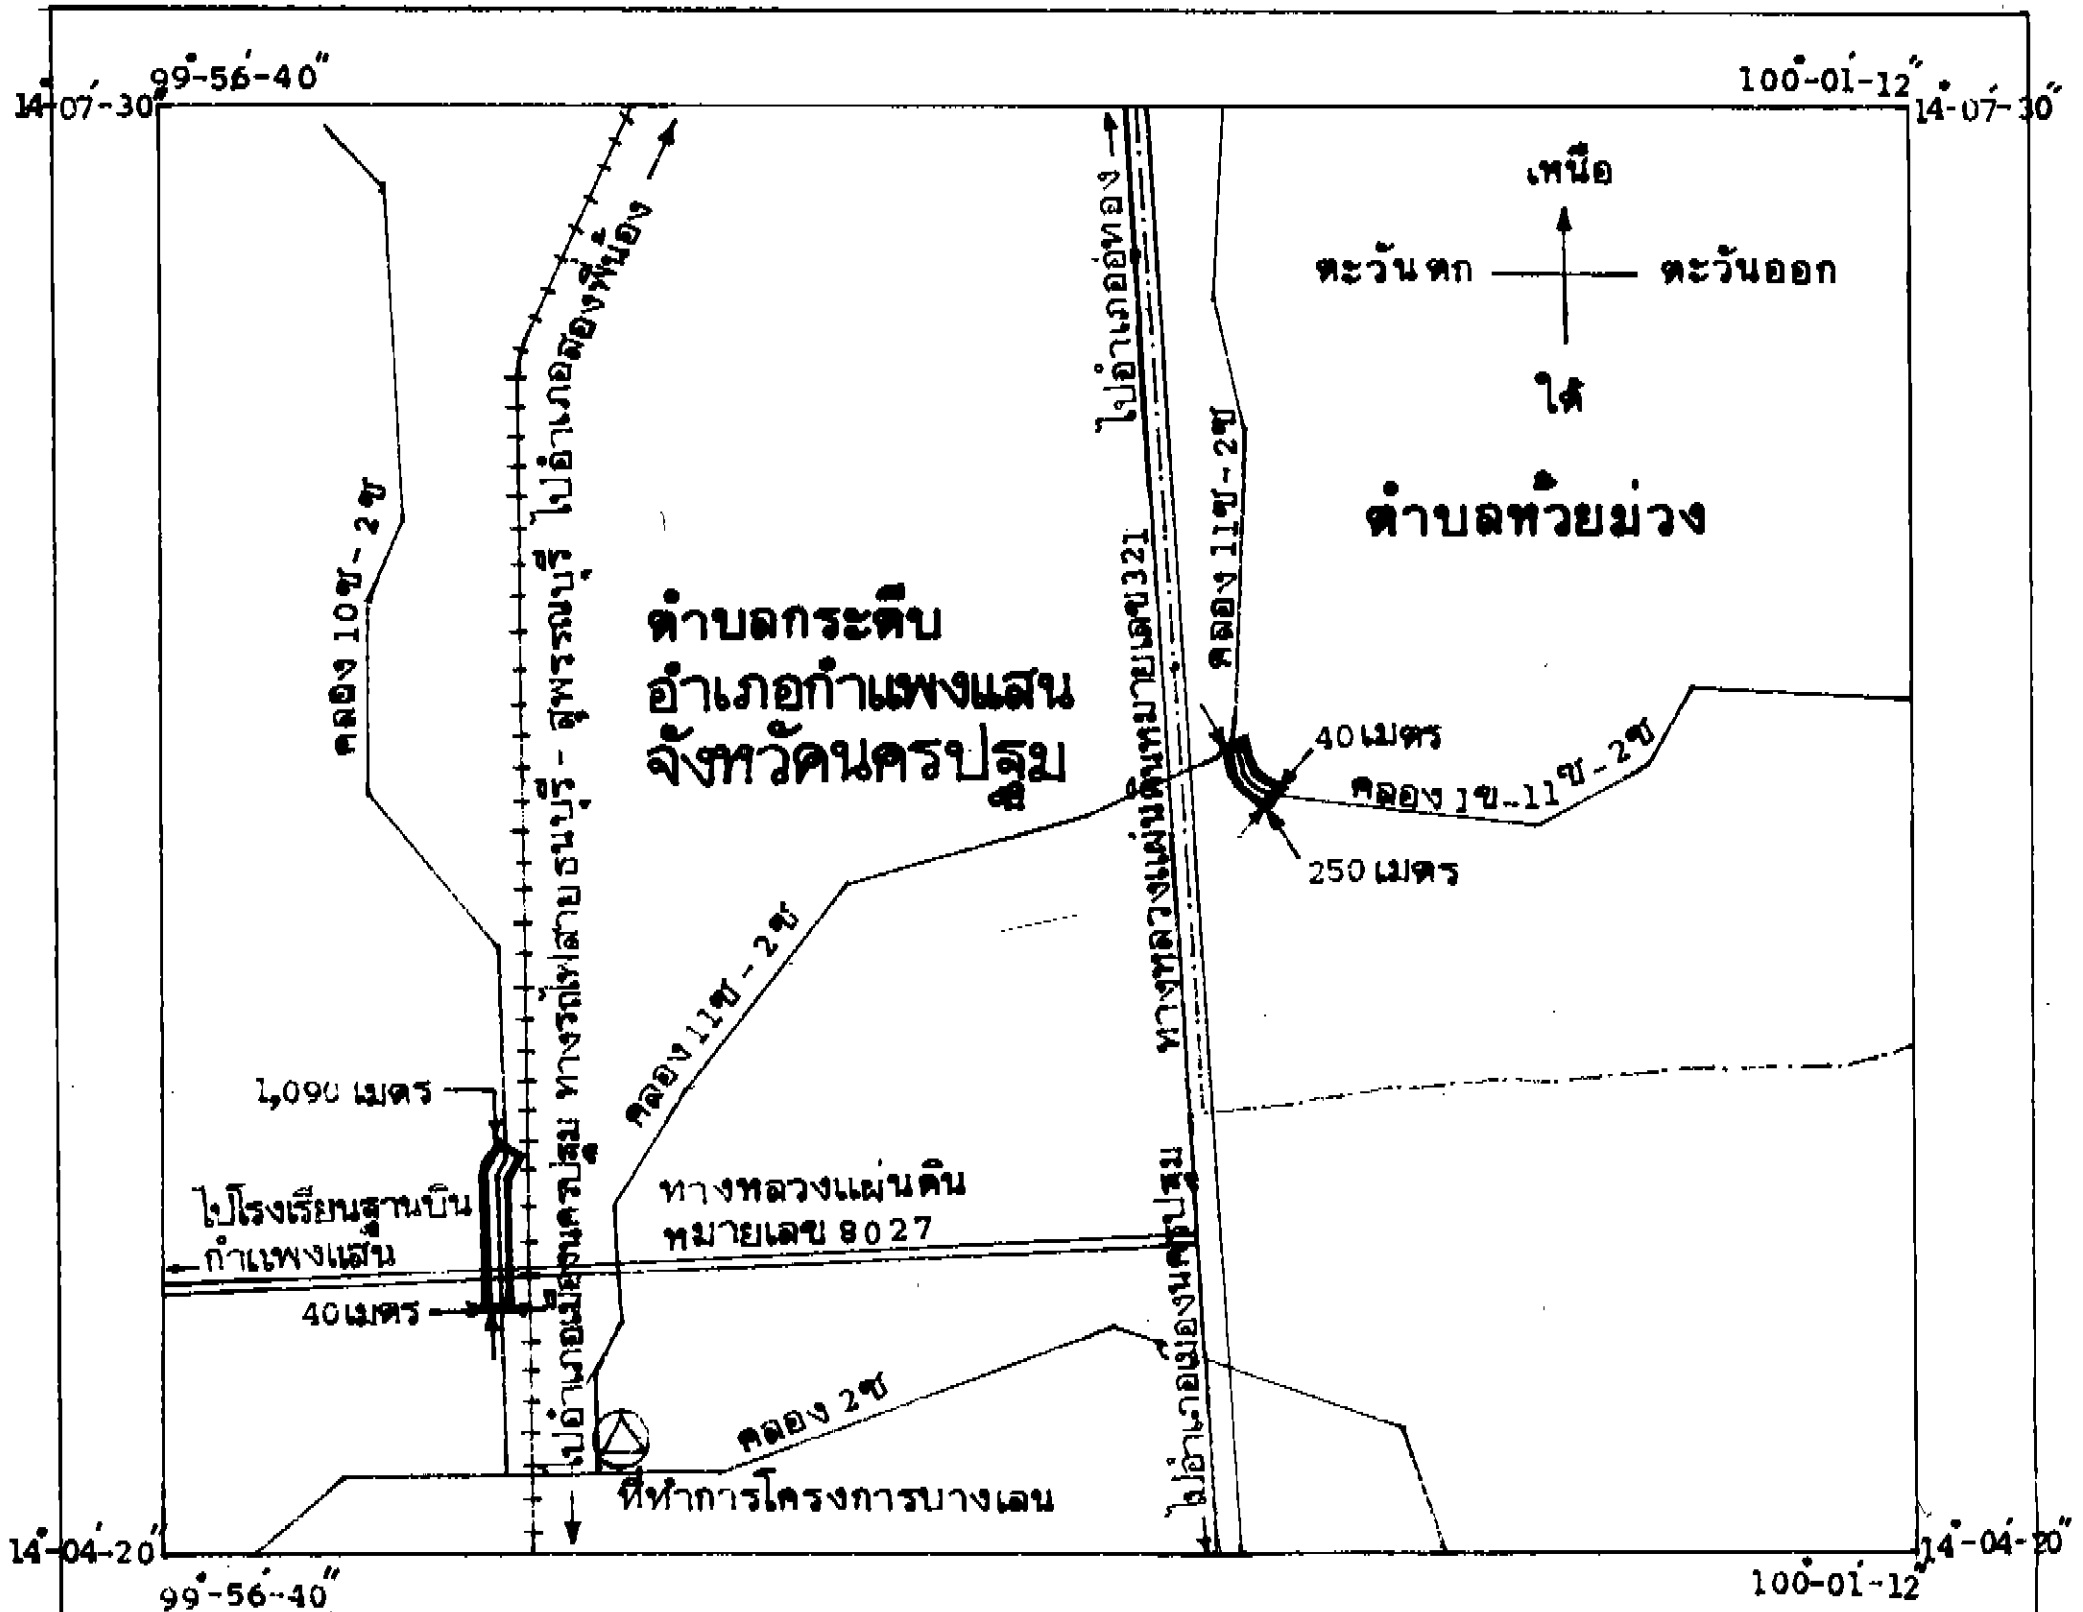 99°-56'-40"
100°-01'-12"
14°-07'-30"
14°-07'-30"
เหนือ
ตะวันตก
ตะวันออก
ใต้
ตำบลห้วยม่วง
ไปอำเภอสองพี่น้อง
ไปอำเภออู่ทอง
คลอง 10ซ-2ซ
คลอง 11ซ-2ซ
ตำบลกระตีบ
อำเภอกำแพงแสน
จังหวัดนครปฐม
ทางรถไฟสายธนบุรี-สุพรรณบุรี
ทางหลวงแผ่นดินหมายเลข 321
40 เมตร
คลอง 1ข-11ซ-2ซ
250 เมตร
คลอง 11ซ-2ซ
1,090 เมตร
ไปโรงเรียนฐานบิน
กำแพงแสน
ทางหลวงแผ่นดิน
หมายเลข 8027
40 เมตร
ไปอำเภอเมืองนครปฐม
ไปอำเภอเมืองนครปฐม
คลอง 2ซ
ที่ทำการโครงการบางเลน
14°-04'-20"
14°-04'-20"
99°-56'-40"
100°-01'-12"